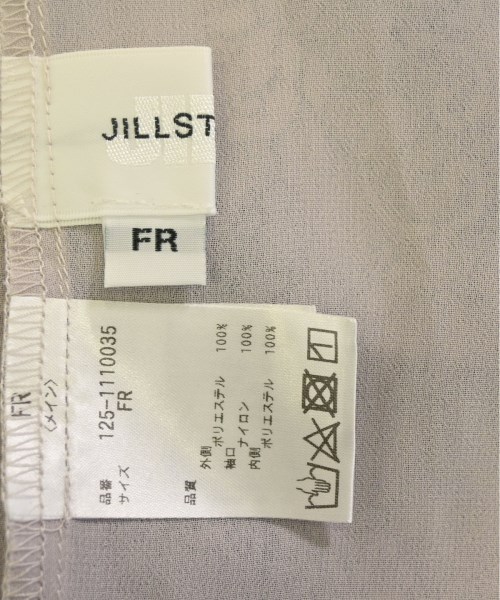 JILLST
FR
FR
〈メイン〉
品番 125-1110035
サイズ FR
品質
外側
ポリエステル 100%
袖口
ナイロン 100%
内側
ポリエステル 100%